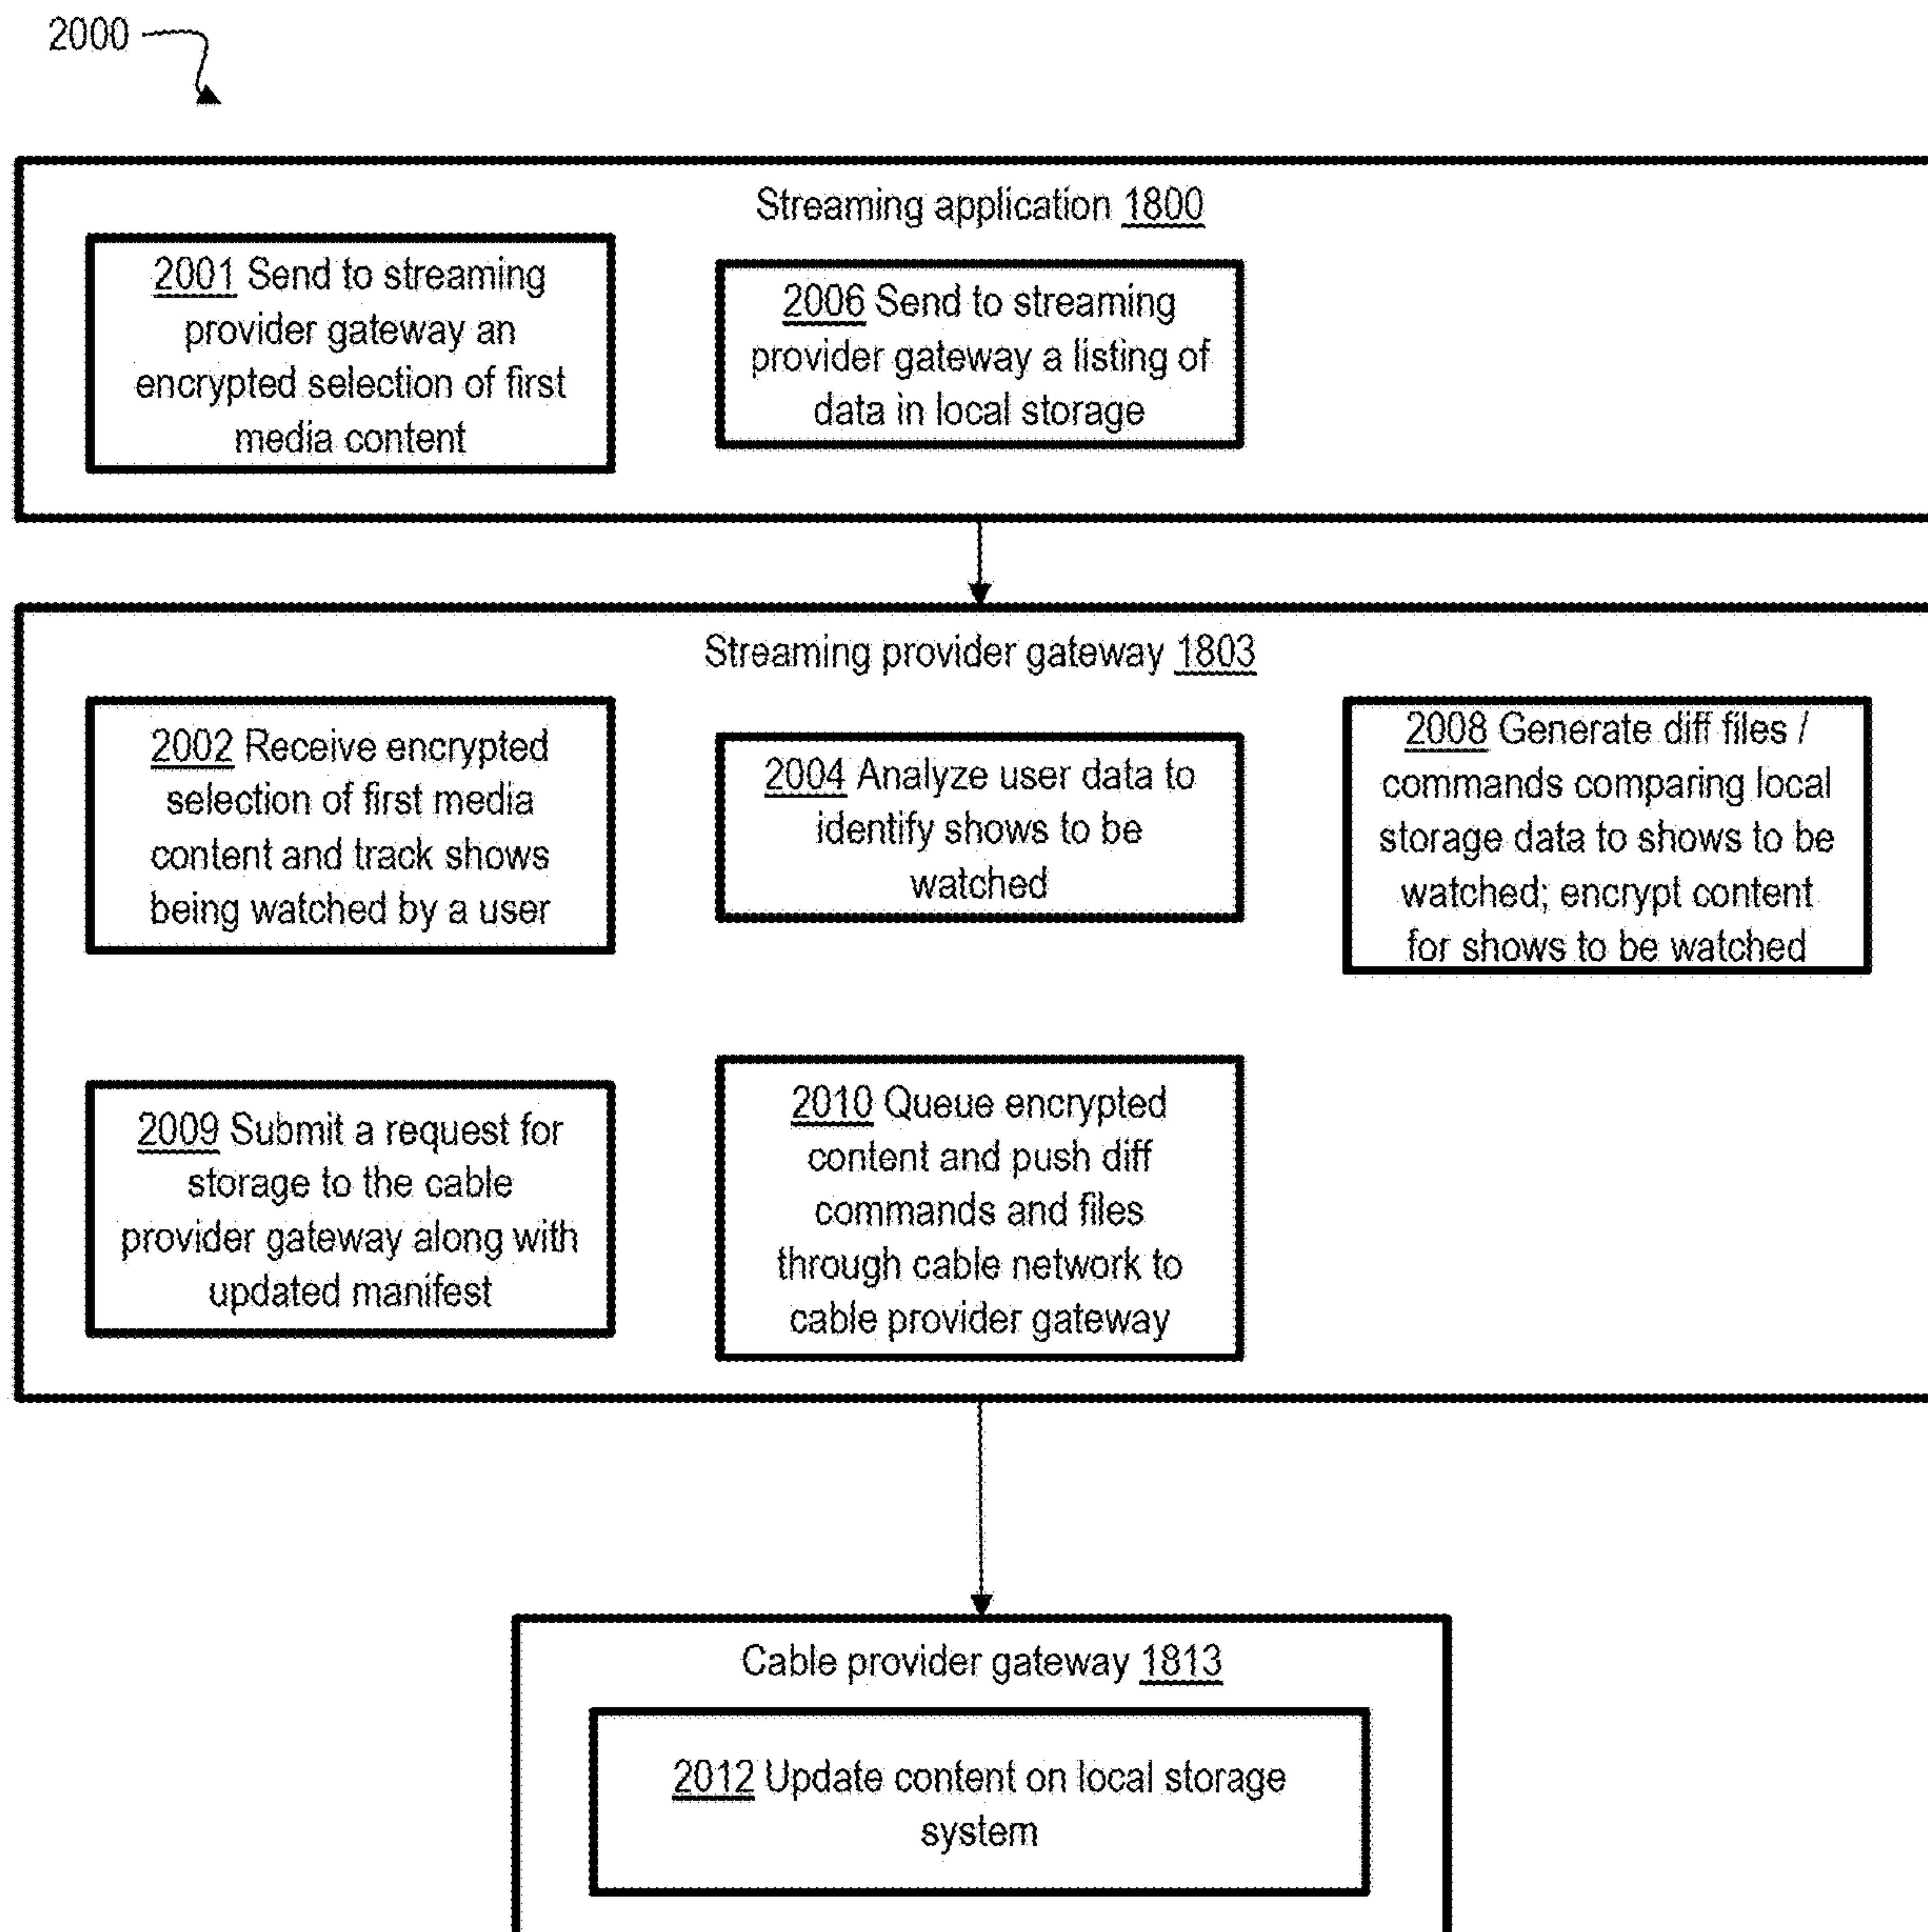 2000
Streaming application 1800
2001 Send to streaming
provider gateway an
encrypted selection of first
media content
2006 Send to streaming
provider gateway a listing of
data in local storage
Streaming provider gateway 1803
2002 Receive encrypted
selection of first media
content and track shows
being watched by a user
2004 Analyze user data to
identify shows to be
watched
2008 Generate diff files /
commands comparing local
storage data to shows to be
watched; encrypt content
for shows to be watched
2009 Submit a request for
storage to the cable
provider gateway along with
updated manifest
2010 Queue encrypted
content and push diff
commands and files
through cable network to
cable provider gateway
Cable provider gateway 1813
2012 Update content on local storage
system